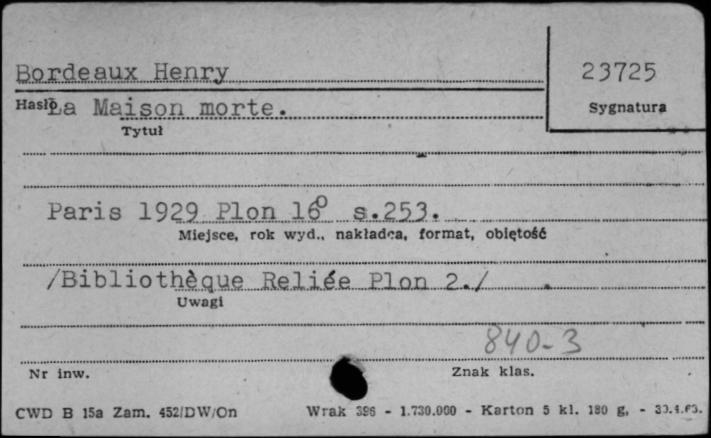 Bordeaux Henry
23725
Hasło
La Maison morte.
Sygnatura
Tytuł
Paris 1929 Plon 16° s.253.
Miejsce, rok wyd., nakładca, format, objętość
/Bibliothèque Reliée Plon 2./
Uwagi
840-3
Nr inw.
Znak klas.
CWD B 15a Zam. 452/DW/On
Wrak 396 - 1.730.000 - Karton 5 kl. 180 g, -